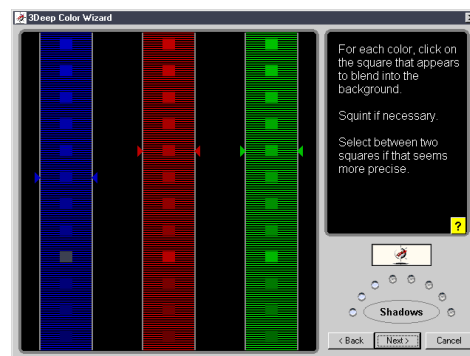 3Deep Color Wizard
For each color, click on
the square that appears
to blend into the
background.
Squint if necessary.
Select between two
squares if that seems
more precise.
?
Shadows
< Back
Next >
Cancel